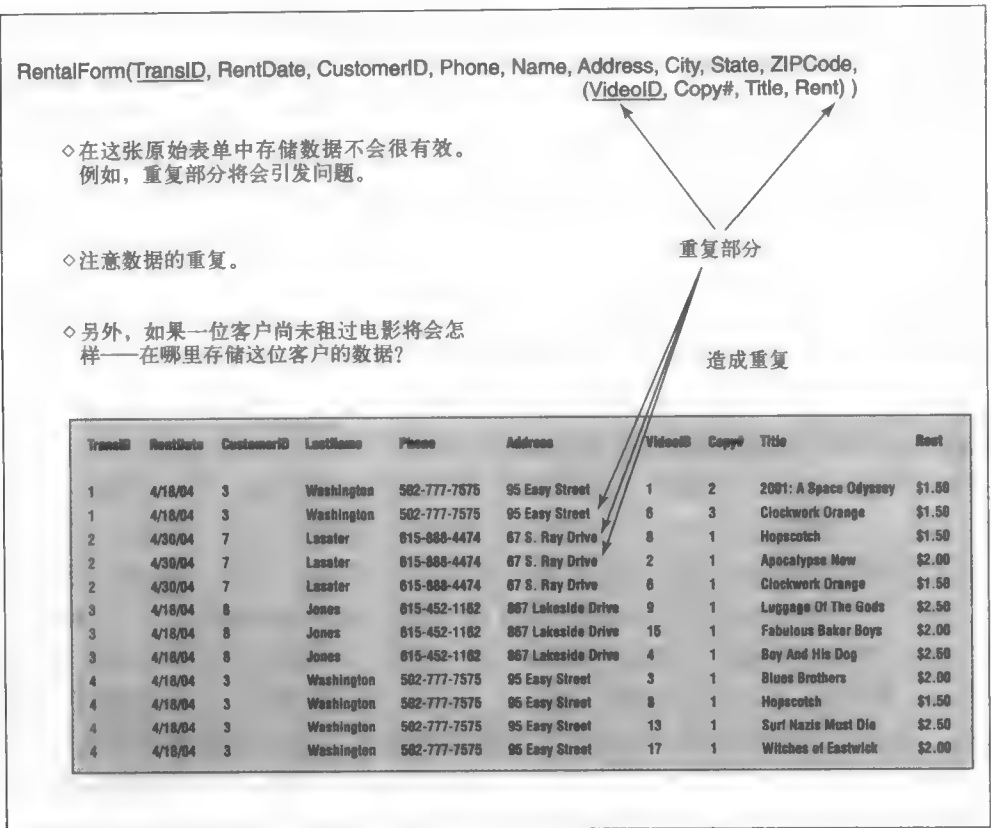 RentalForm(TransID, RentDate, CustomerID, Phone, Name, Address, City, State, ZIPCode,
(VideoID, Copy#, Title, Rent) )
◇在这张原始表单中存储数据不会很有效。
例如，重复部分将会引发问题。
◇注意数据的重复。
重复部分
◇另外，如果一位客户尚未租过电影将会怎
样——在哪里存储这位客户的数据?
造成重复
TransID RentDate CustomerID LastName Phone Address VideoID Copy# Title Rent
1 4/18/04 3 Washington 502-777-7575 95 Easy Street 1 2 2001: A Space Odyssey $1.50
1 4/18/04 3 Washington 502-777-7575 95 Easy Street 6 3 Clockwork Orange $1.50
2 4/30/04 7 Lasater 615-888-4474 67 S. Ray Drive 8 1 Hopscotch $1.50
2 4/30/04 7 Lasater 615-888-4474 67 S. Ray Drive 2 1 Apocalypse Now $2.00
2 4/30/04 7 Lasater 615-888-4474 67 S. Ray Drive 6 1 Clockwork Orange $1.50
3 4/18/04 8 Jones 615-452-1162 867 Lakeside Drive 9 1 Luggage Of The Gods $2.50
3 4/18/04 8 Jones 615-452-1162 867 Lakeside Drive 15 1 Fabulous Baker Boys $2.00
3 4/18/04 8 Jones 615-452-1162 867 Lakeside Drive 4 1 Boy And His Dog $2.50
4 4/18/04 3 Washington 502-777-7575 95 Easy Street 3 1 Blues Brothers $2.00
4 4/18/04 3 Washington 502-777-7575 95 Easy Street 8 1 Hopscotch $1.50
4 4/18/04 3 Washington 502-777-7575 95 Easy Street 13 1 Surf Nazis Must Die $2.50
4 4/18/04 3 Washington 502-777-7575 95 Easy Street 17 1 Witches of Eastwick $2.00